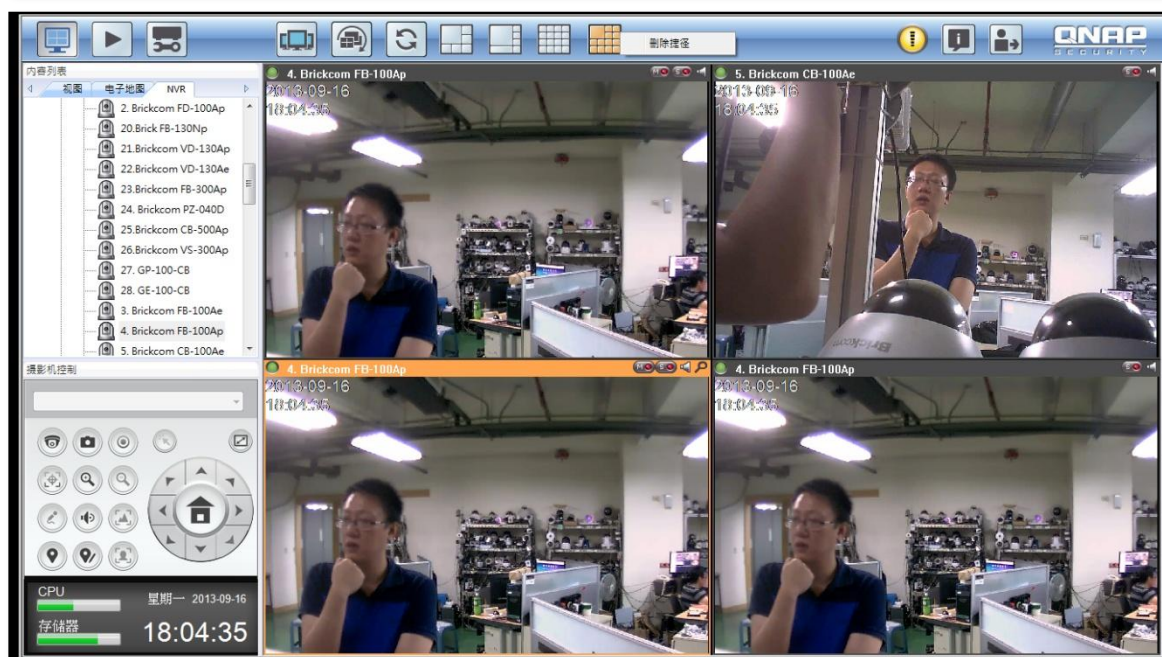 删除捷径
QNAP
SECURITY
内容列表
视图 电子地图 NVR
2. Brickcom FD-100Ap
20.Brick FB-130Np
21.Brickcom VD-130Ap
22.Brickcom VD-130Ae
23.Brickcom FB-300Ap
24. Brickcom PZ-040D
25.Brickcom CB-500Ap
26.Brickcom VS-300Ap
27. GP-100-CB
28. GE-100-CB
3. Brickcom FB-100Ae
4. Brickcom FB-100Ap
5. Brickcom CB-100Ae
摄影机控制
CPU
星期一 2013-09-16
存储器
18:04:35
4. Brickcom FB-100Ap
2013-09-16
18:04:35
5. Brickcom CB-100Ae
2013-09-16
18:04:35
Brickcom
4. Brickcom FB-100Ap
2013-09-16
18:04:35
4. Brickcom FB-100Ap
2013-09-16
18:04:35